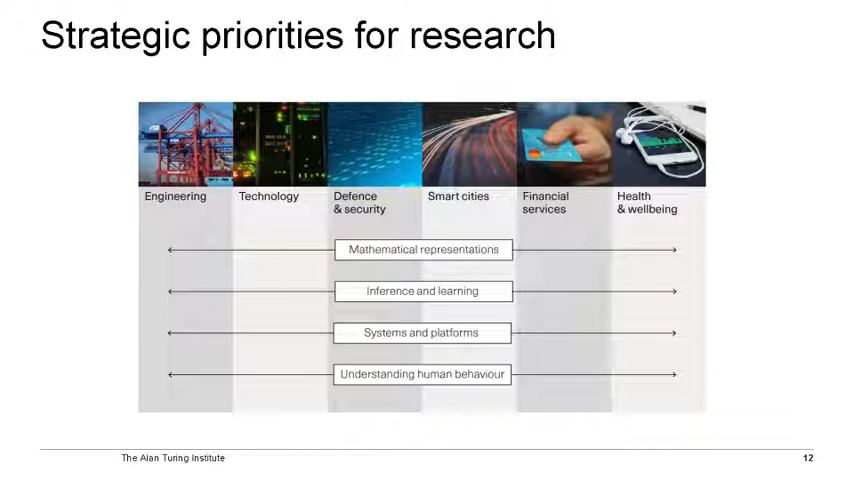 Strategic priorities for research
Engineering
Technology
Defence
& security
Smart cities
Financial
services
Health
& wellbeing
Mathematical representations
Inference and learning
Systems and platforms
Understanding human behaviour
The Alan Turing Institute
12